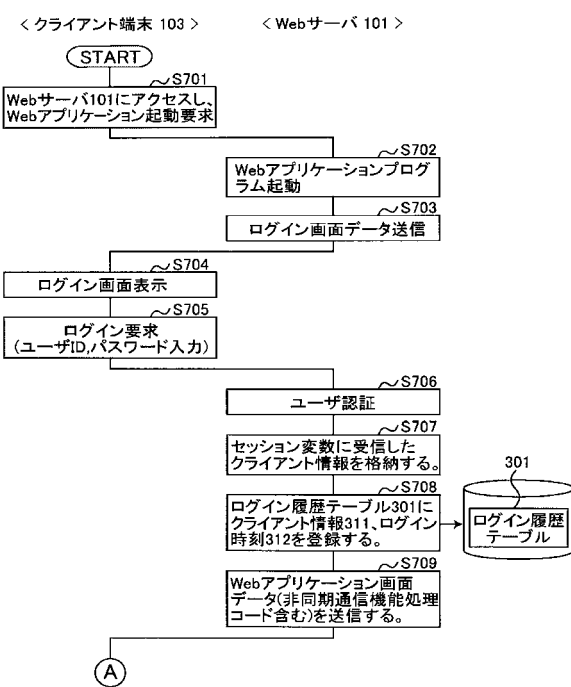 <クライアント端末 103>
<Webサーバ 101>
START
S701
Webサーバ101にアクセスし、
Webアプリケーション起動要求
S702
Webアプリケーションプログ
ラム起動
S703
ログイン画面データ送信
S704
ログイン画面表示
S705
ログイン要求
(ユーザID,パスワード入力)
S706
ユーザ認証
S707
セッション変数に受信した
クライアント情報を格納する。
S708
ログイン履歴テーブル301に
クライアント情報311、ログイン
時刻312を登録する。
301
ログイン履歴
テーブル
S709
Webアプリケーション画面
データ(非同期通信機能処理
コード含む)を送信する。
A